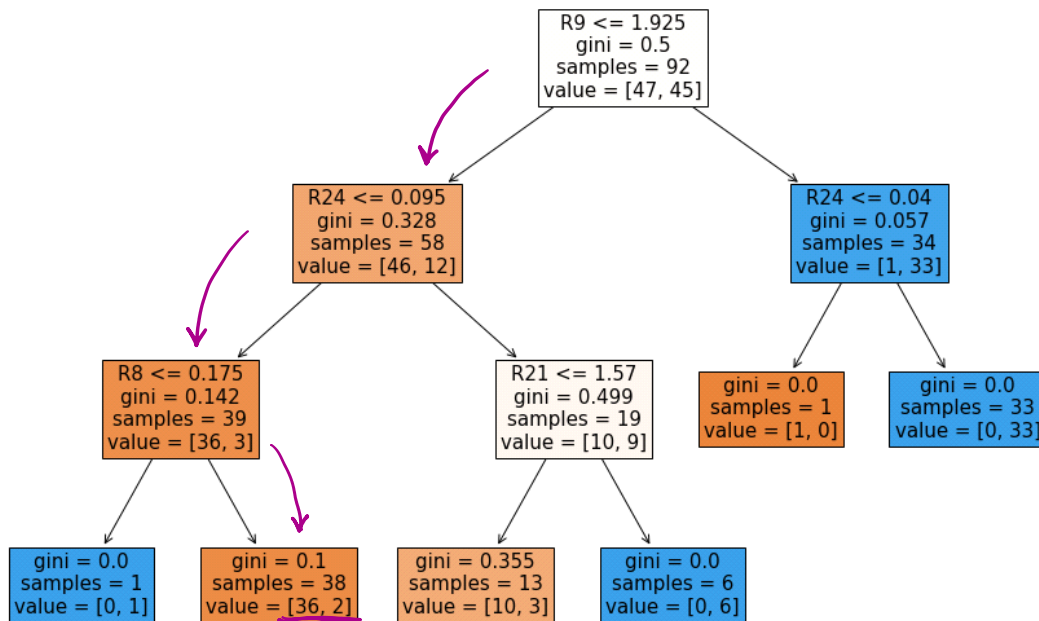 R9 <= 1.925
gini = 0.5
samples = 92
value = [47, 45]
R24 <= 0.095
gini = 0.328
samples = 58
value = [46, 12]
R24 <= 0.04
gini = 0.057
samples = 34
value = [1, 33]
R8 <= 0.175
gini = 0.142
samples = 39
value = [36, 3]
R21 <= 1.57
gini = 0.499
samples = 19
value = [10, 9]
gini = 0.0
samples = 1
value = [1, 0]
gini = 0.0
samples = 33
value = [0, 33]
gini = 0.0
samples = 1
value = [0, 1]
gini = 0.1
samples = 38
value = [36, 2]
gini = 0.355
samples = 13
value = [10, 3]
gini = 0.0
samples = 6
value = [0, 6]